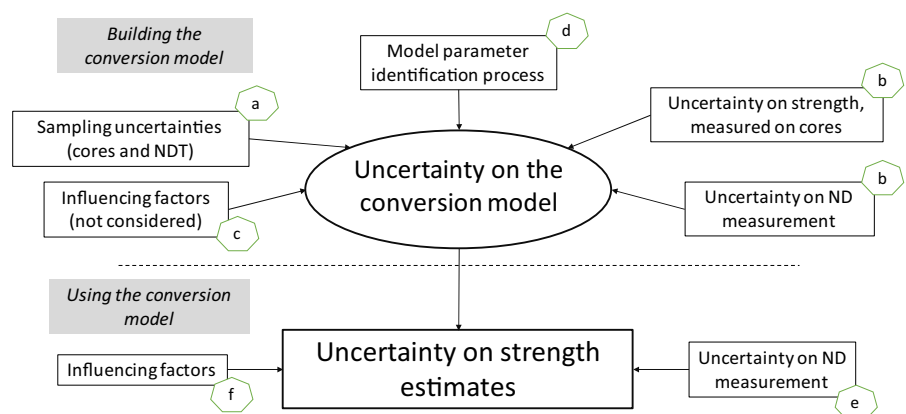 Building the
conversion model
d
Model parameter
identification process
a
Sampling uncertainties
(cores and NDT)
b
Uncertainty on strength,
measured on cores
Uncertainty on the
conversion model
Influencing factors
(not considered)
c
b
Uncertainty on ND
measurement
Using the conversion
model
Uncertainty on strength
estimates
Influencing factors
f
Uncertainty on ND
measurement
e